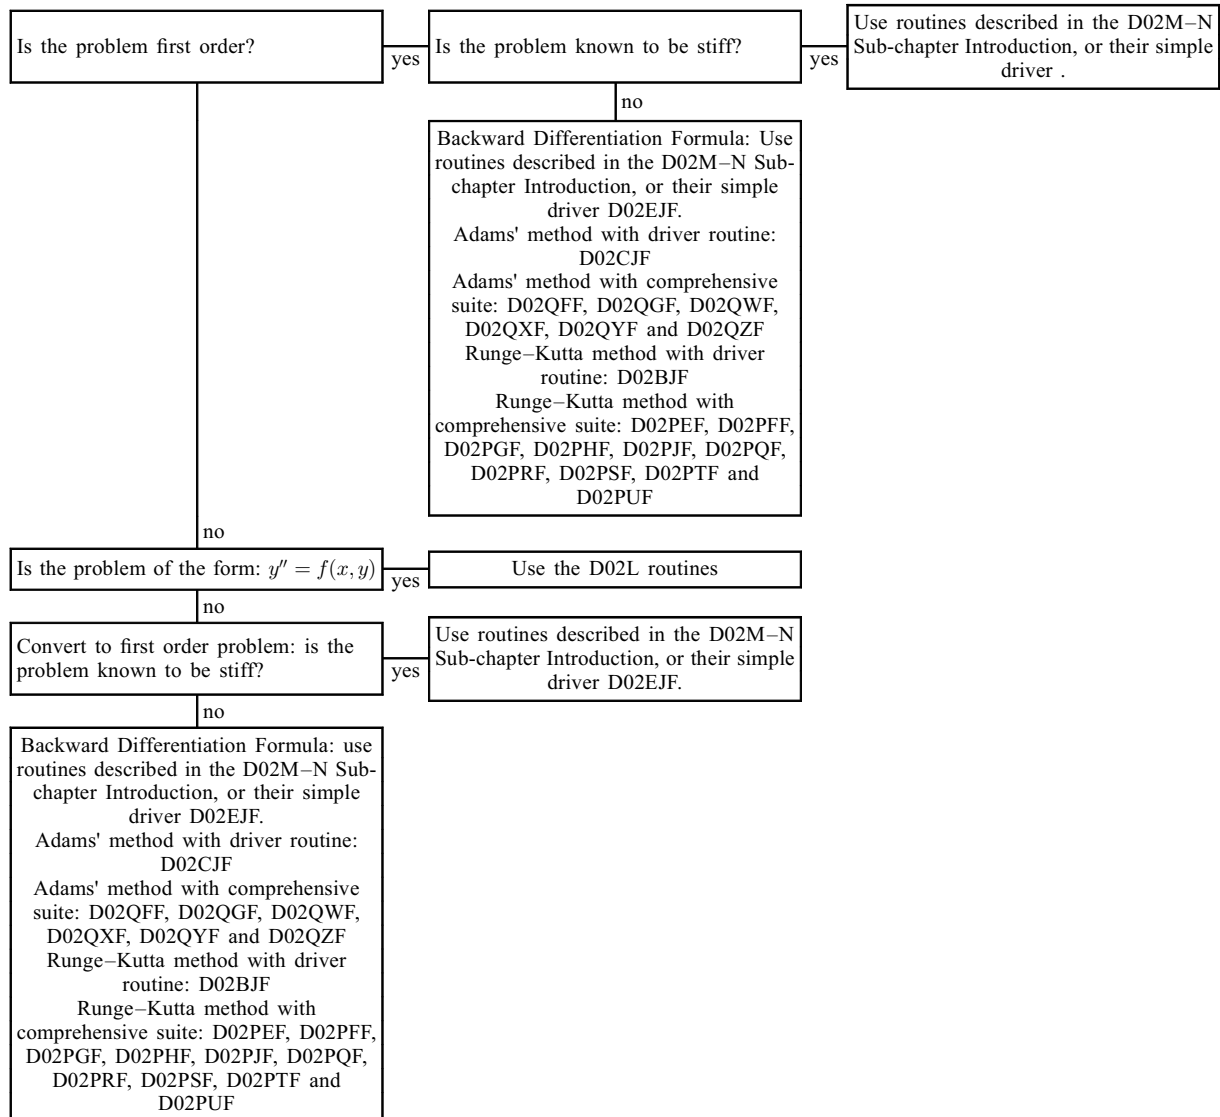 Is the problem first order?
yes
Is the problem known to be stiff?
yes
Use routines described in the D02M–N
Sub-chapter Introduction, or their simple
driver .
no
Backward Differentiation Formula: Use
routines described in the D02M–N Sub-
chapter Introduction, or their simple
driver D02EJF.
Adams' method with driver routine:
D02CJF
Adams' method with comprehensive
suite: D02QFF, D02QGF, D02QWF,
D02QXF, D02QYF and D02QZF
Runge–Kutta method with driver
routine: D02BJF
Runge–Kutta method with
comprehensive suite: D02PEF, D02PFF,
D02PGF, D02PHF, D02PJF, D02PQF,
D02PRF, D02PSF, D02PTF and
D02PUF
no
Is the problem of the form: y′′ = f(x, y)
yes
Use the D02L routines
no
Convert to first order problem: is the
problem known to be stiff?
yes
Use routines described in the D02M–N
Sub-chapter Introduction, or their simple
driver D02EJF.
no
Backward Differentiation Formula: use
routines described in the D02M–N Sub-
chapter Introduction, or their simple
driver D02EJF.
Adams' method with driver routine:
D02CJF
Adams' method with comprehensive
suite: D02QFF, D02QGF, D02QWF,
D02QXF, D02QYF and D02QZF
Runge–Kutta method with driver
routine: D02BJF
Runge–Kutta method with
comprehensive suite: D02PEF, D02PFF,
D02PGF, D02PHF, D02PJF, D02PQF,
D02PRF, D02PSF, D02PTF and
D02PUF